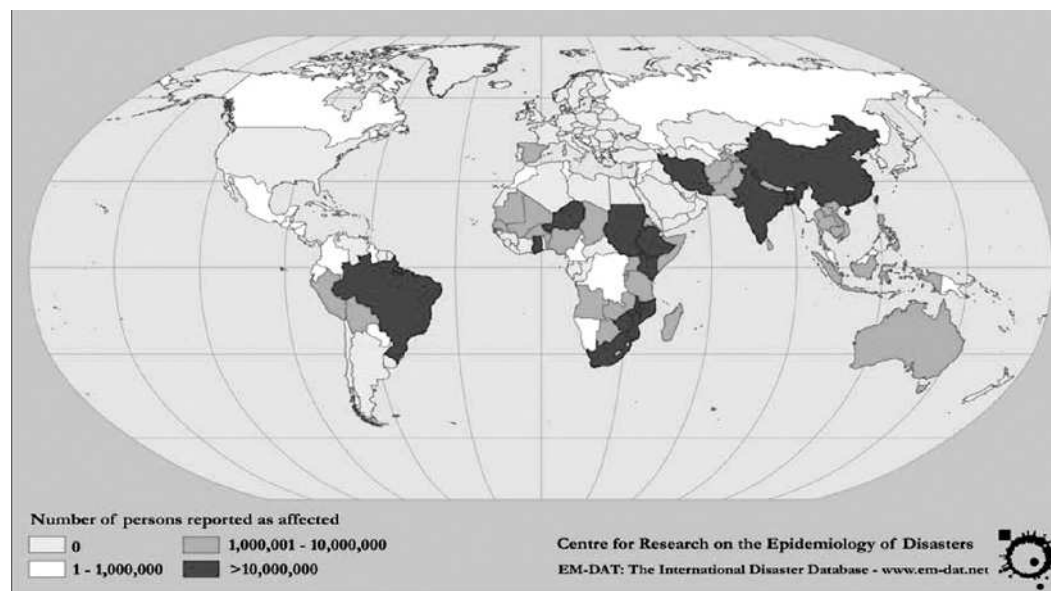 Number of persons reported as affected
0
1 - 1,000,000
1,000,001 - 10,000,000
>10,000,000
Centre for Research on the Epidemiology of Disasters
EM-DAT: The International Disaster Database - www.em-dat.net